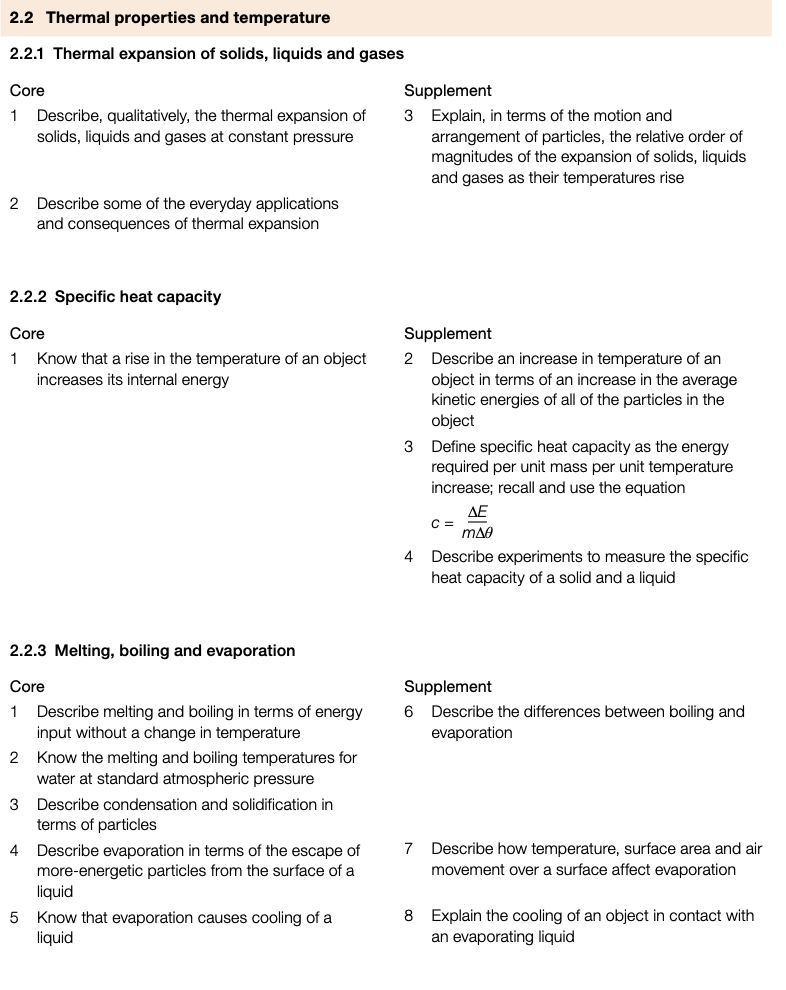 2.2 Thermal properties and temperature
2.2.1 Thermal expansion of solids, liquids and gases
Core
1 Describe, qualitatively, the thermal expansion of
solids, liquids and gases at constant pressure
2 Describe some of the everyday applications
and consequences of thermal expansion
Supplement
3 Explain, in terms of the motion and
arrangement of particles, the relative order of
magnitudes of the expansion of solids, liquids
and gases as their temperatures rise
2.2.2 Specific heat capacity
Core
1 Know that a rise in the temperature of an object
increases its internal energy
Supplement
2 Describe an increase in temperature of an
object in terms of an increase in the average
kinetic energies of all of the particles in the
object
3 Define specific heat capacity as the energy
required per unit mass per unit temperature
increase; recall and use the equation
c = ΔE / mΔθ
4 Describe experiments to measure the specific
heat capacity of a solid and a liquid
2.2.3 Melting, boiling and evaporation
Core
1 Describe melting and boiling in terms of energy
input without a change in temperature
2 Know the melting and boiling temperatures for
water at standard atmospheric pressure
3 Describe condensation and solidification in
terms of particles
4 Describe evaporation in terms of the escape of
more-energetic particles from the surface of a
liquid
5 Know that evaporation causes cooling of a
liquid
Supplement
6 Describe the differences between boiling and
evaporation
7 Describe how temperature, surface area and air
movement over a surface affect evaporation
8 Explain the cooling of an object in contact with
an evaporating liquid